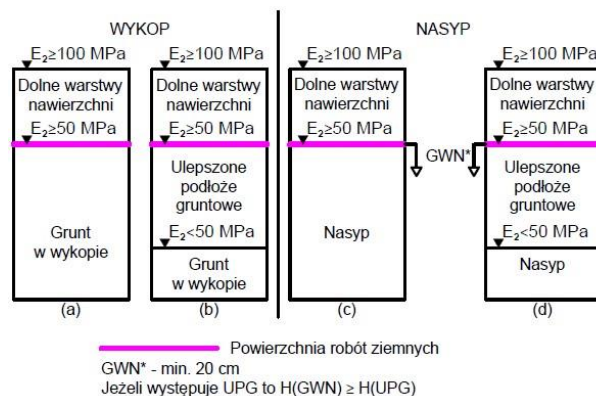 WYKOP
NASYP
E₂≥100 MPa
E₂≥100 MPa
E₂≥100 MPa
E₂≥100 MPa
Dolne warstwy
nawierzchni
Dolne warstwy
nawierzchni
Dolne warstwy
nawierzchni
Dolne warstwy
nawierzchni
E₂≥50 MPa
E₂≥50 MPa
E₂≥50 MPa
E₂≥50 MPa
GWN*
Grunt
w wykopie
Ulepszone
podłoże
gruntowe
Nasyp
Ulepszone
podłoże
gruntowe
E₂<50 MPa
E₂<50 MPa
Grunt
w wykopie
Nasyp
(a)
(b)
(c)
(d)
Powierzchnia robót ziemnych
GWN* - min. 20 cm
Jeżeli występuje UPG to H(GWN) ≥ H(UPG)